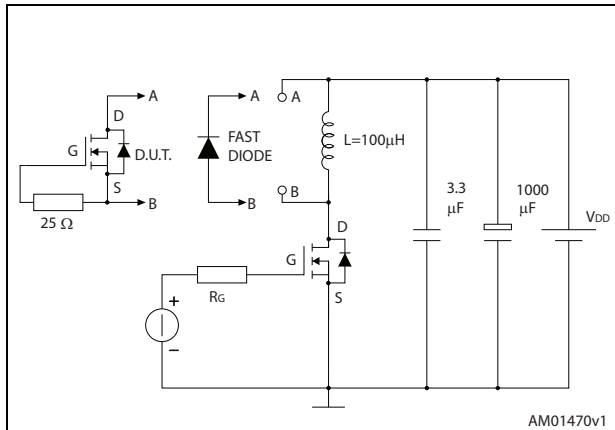 A
D
G
D.U.T.
S
B
25 Ω
A
FAST
DIODE
B
A
L=100μH
B
D
G
S
RG
+
−
3.3
μF
1000
μF
VDD
AM01470v1